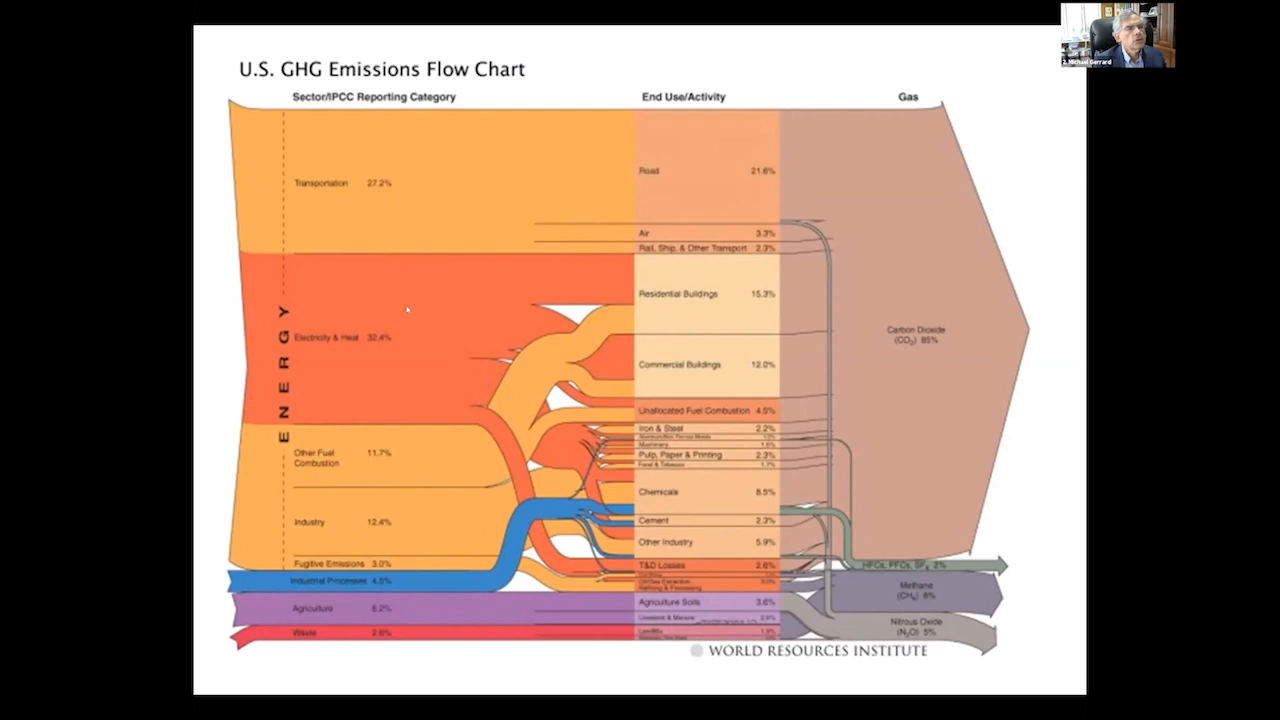 2. Michael Gerrard
U.S. GHG Emissions Flow Chart
Sector/IPCC Reporting Category
End Use/Activity
Gas
ENERGY
Transportation 27.2%
Electricity & Heat 32.4%
Other Fuel
Combustion 11.7%
Industry 12.4%
Fugitive Emissions 3.0%
Industrial Processes 4.5%
Agriculture 6.2%
Waste 2.6%
Road 21.6%
Air 3.3%
Rail, Ship, & Other Transport 2.3%
Residential Buildings 15.3%
Commercial Buildings 12.0%
Unallocated Fuel Combustion 4.5%
Iron & Steel 2.2%
Machinery
Pulp, Paper & Printing 2.3%
Food & Tobacco 1.7%
Chemicals 8.5%
Cement 2.3%
Other Industry 5.9%
T&D Losses 2.6%
Refining & Processing
Agriculture Soils 3.6%
Livestock & Manure
Landfills
Carbon Dioxide
(CO2) 85%
HFCs, PFCs, SF6 2%
Methane
(CH4) 8%
Nitrous Oxide
(N2O) 5%
WORLD RESOURCES INSTITUTE